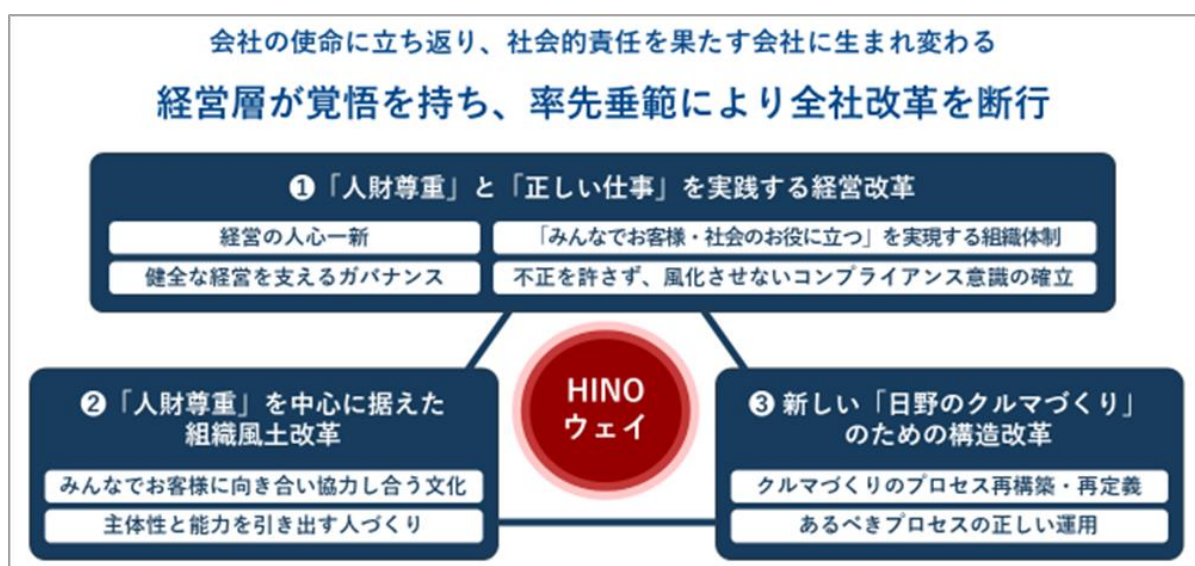 会社の使命に立ち返り、社会的責任を果たす会社に生まれ変わる
経営層が覚悟を持ち、率先垂範により全社改革を断行
❶「人財尊重」と「正しい仕事」を実践する経営改革
経営の人心一新
「みんなでお客様・社会のお役に立つ」を実現する組織体制
健全な経営を支えるガバナンス
不正を許さず、風化させないコンプライアンス意識の確立
HINO
ウェイ
❷「人財尊重」を中心に据えた
組織風土改革
みんなでお客様に向き合い協力し合う文化
主体性と能力を引き出す人づくり
❸ 新しい「日野のクルマづくり」
のための構造改革
クルマづくりのプロセス再構築・再定義
あるべきプロセスの正しい運用